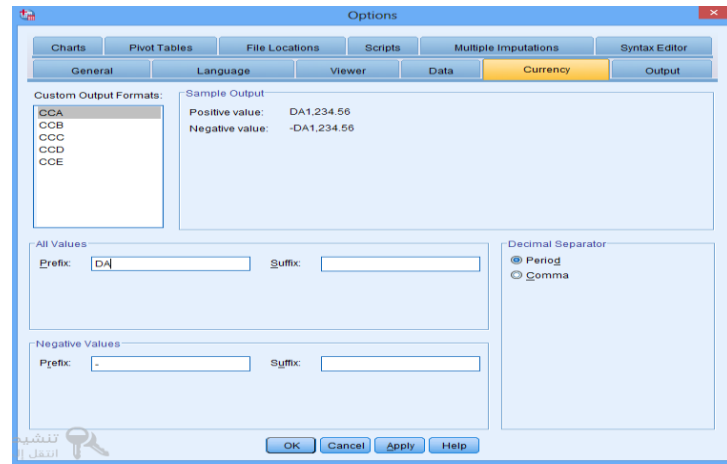 Options
Charts Pivot Tables File Locations Scripts Multiple Imputations Syntax Editor
General Language Viewer Data Currency Output
Custom Output Formats:
CCA
CCB
CCC
CCD
CCE
Sample Output
Positive value: DA1,234.56
Negative value: -DA1,234.56
All Values
Prefix: DA Suffix:
Decimal Separator
Period
Comma
Negative Values
Prefix: - Suffix:
OK Cancel Apply Help
انتقل